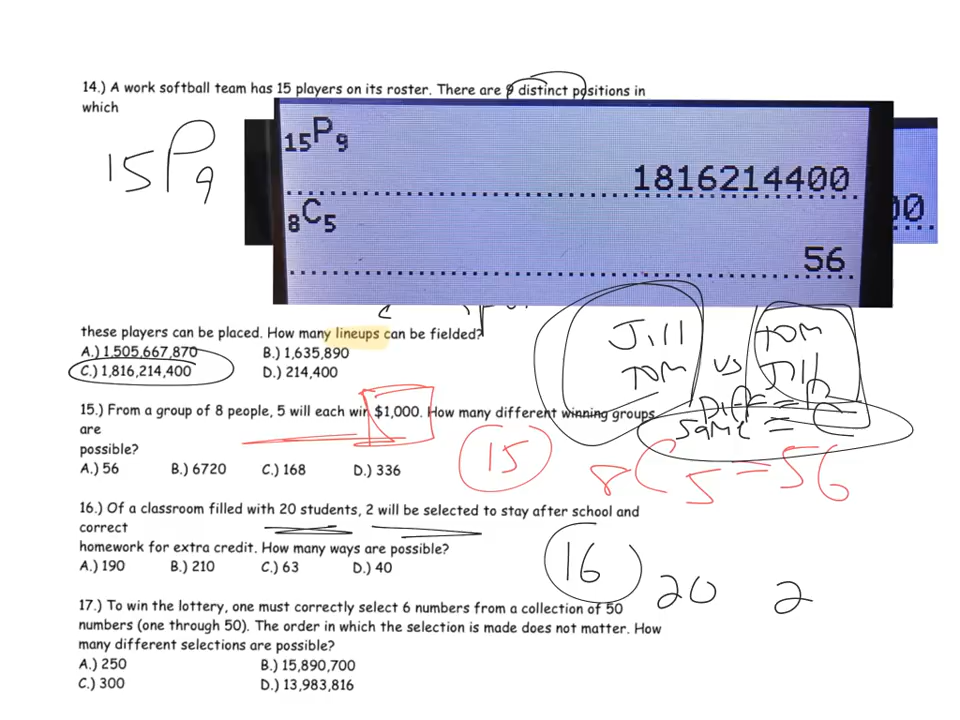 14.) A work softball team has 15 players on its roster. There are 9 distinct positions in
which
15P9
15P9
1816214400
8C5
56
00
these players can be placed. How many lineups can be fielded?
A.) 1,505,667,870 B.) 1,635,890
C.) 1,816,214,400 D.) 214,400
Jill
Tom
vs
Tom
Jill
Diff = P
Same = C
15.) From a group of 8 people, 5 will each win $1,000. How many different winning groups
are
possible?
A.) 56 B.) 6720 C.) 168 D.) 336
15
8C5=56
16.) Of a classroom filled with 20 students, 2 will be selected to stay after school and
correct
homework for extra credit. How many ways are possible?
A.) 190 B.) 210 C.) 63 D.) 40
16
20 2
17.) To win the lottery, one must correctly select 6 numbers from a collection of 50
numbers (one through 50). The order in which the selection is made does not matter. How
many different selections are possible?
A.) 250 B.) 15,890,700
C.) 300 D.) 13,983,816